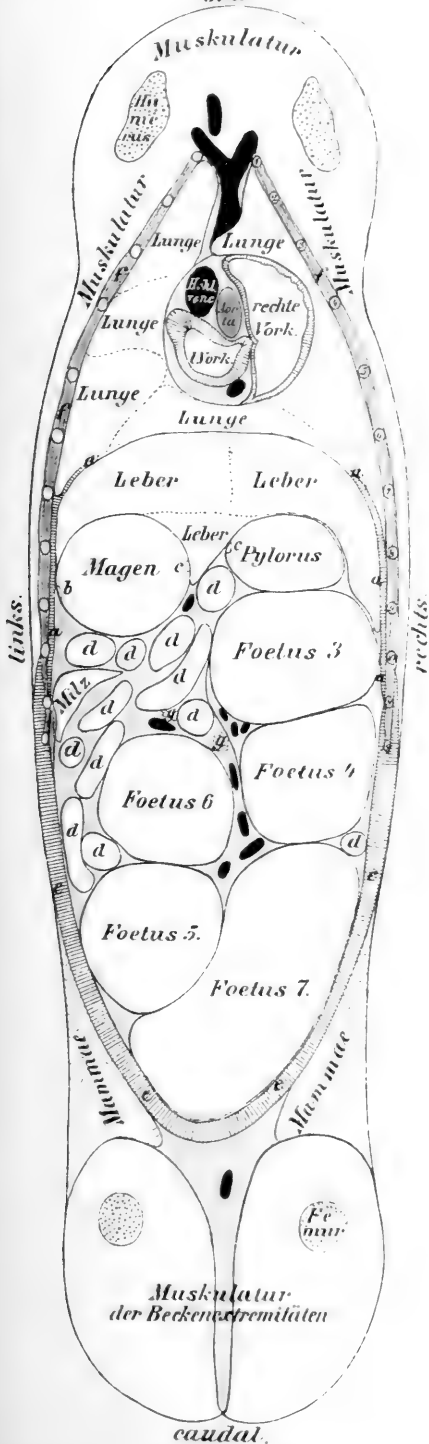 Muskulatur
Hu
me
rus
Muskulatur
Muskulatur
Lunge
Lunge
f
Hohl
vene
Aor
ta
rechte
Vork.
Lunge
Vork.
Lunge
f
Lunge
a
a
Leber
Leber
Leber
c
Magen
c
Pylorus
b
d
a
links.
rechts.
a
d
d
d
Foetus 3
Milz
d
a
d
g
d
g
d
d
Foetus 6
Foetus 4
d
d
d
e
e
Foetus 5.
Foetus 7.
Mammae
Mammae
e
e
Fe
mur
Muskulatur
der Beckenextremitäten
caudal.